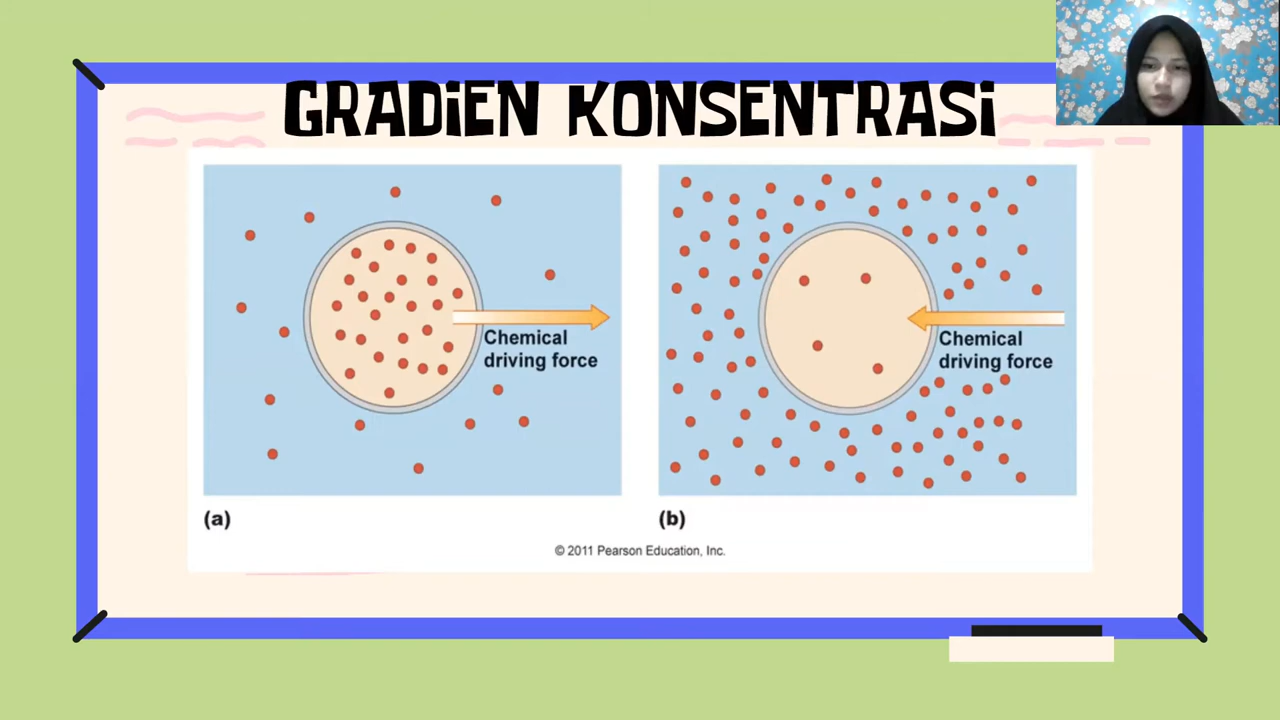 GRADIEN KONSENTRASI
Chemical
driving force
Chemical
driving force
(a)
(b)
© 2011 Pearson Education, Inc.